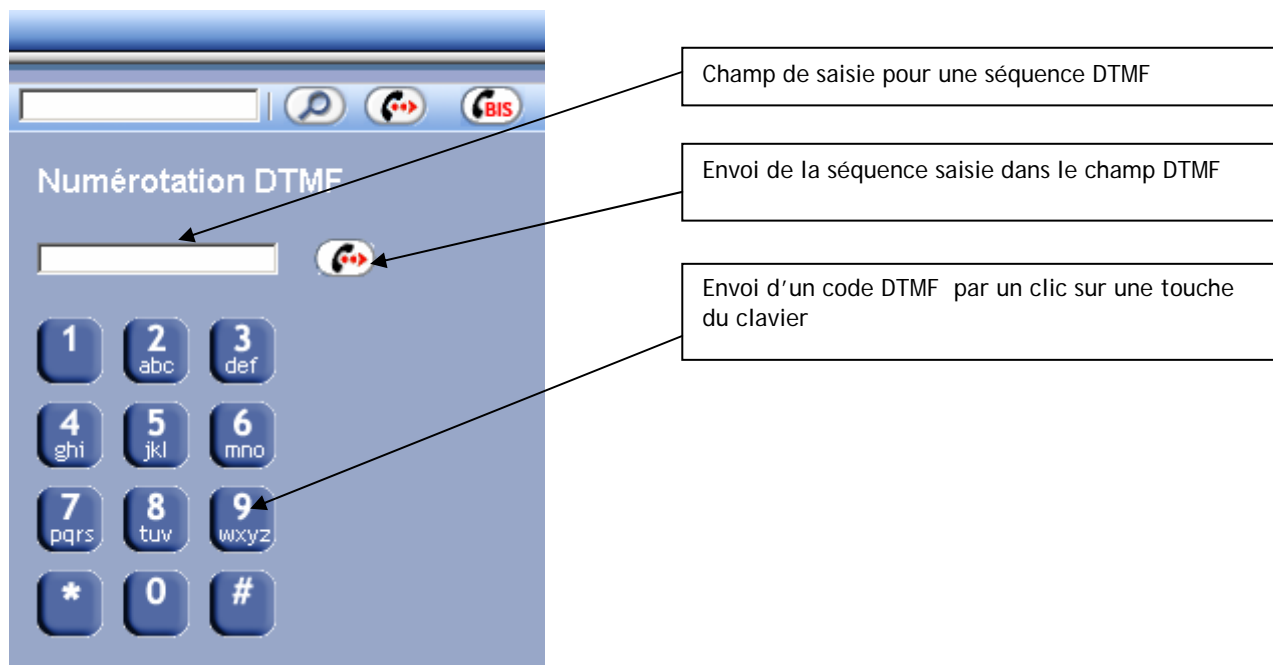 BIS
Numérotation DTMF
1
2
abc
3
def
4
ghi
5
jkl
6
mno
7
pqrs
8
tuv
9
wxyz
*
0
#
Champ de saisie pour une séquence DTMF
Envoi de la séquence saisie dans le champ DTMF
Envoi d’un code DTMF par un clic sur une touche
du clavier